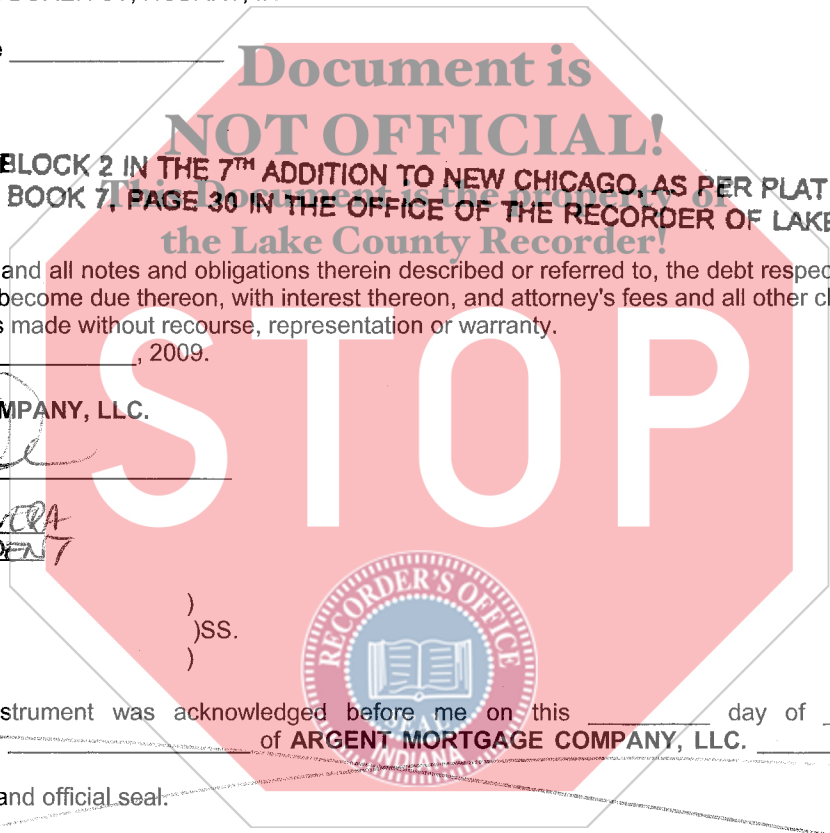 Document is
NOT OFFICIAL!
BLOCK 2 IN THE 7TH ADDITION TO NEW CHICAGO, AS PER PLAT
This Document is the property of
BOOK 7, PAGE 30 IN THE OFFICE OF THE RECORDER OF LAKE
the Lake County Recorder!
and all notes and obligations therein described or referred to, the debt respec
become due thereon, with interest thereon, and attorney's fees and all other
s made without recourse, representation or warranty.
, 2009.
STOP
MPANY, LLC.
)
)SS.
)
RECORDER'S OFFICE
SEAL
INDIANA
strument was acknowledged before me on this day of
of ARGENT MORTGAGE COMPANY, LLC.
and official seal.